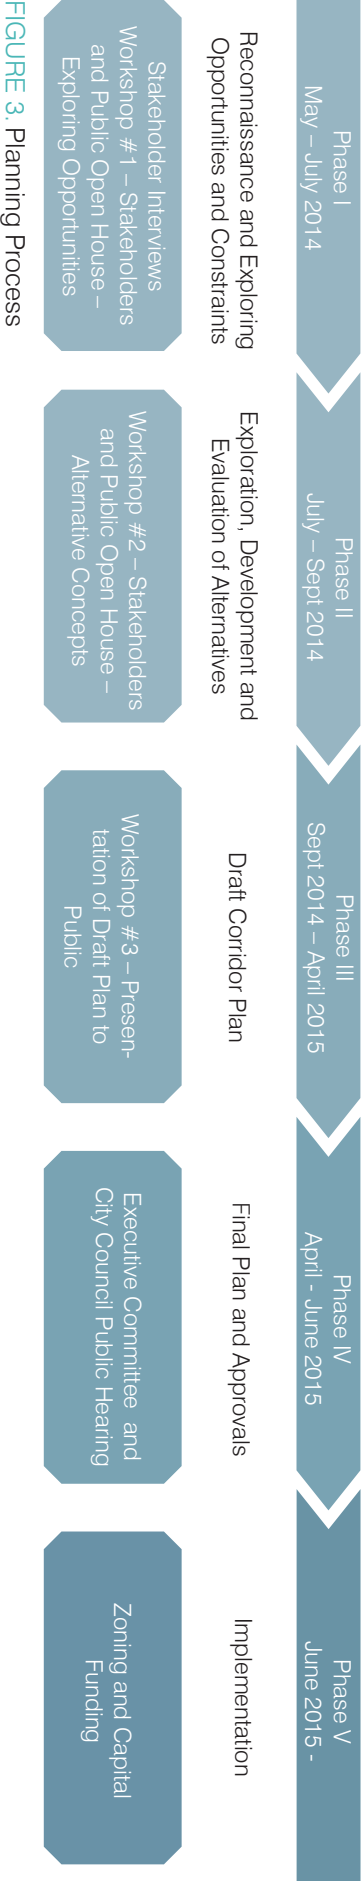 Phase I
May – July 2014
Phase II
July – Sept 2014
Phase III
Sept 2014 – April 2015
Phase IV
April - June 2015
Phase V
June 2015 -
Reconnaissance and Exploring
Opportunities and Constraints
Exploration, Development and
Evaluation of Alternatives
Draft Corridor Plan
Final Plan and Approvals
Implementation
Stakeholder Interviews
Workshop #1 – Stakeholders
and Public Open House –
Exploring Opportunities
Workshop #2 – Stakeholders
and Public Open House –
Alternative Concepts
Workshop #3 – Presen-
tation of Draft Plan to
Public
Executive Committee and
City Council Public Hearing
Zoning and Capital
Funding
FIGURE 3. Planning Process